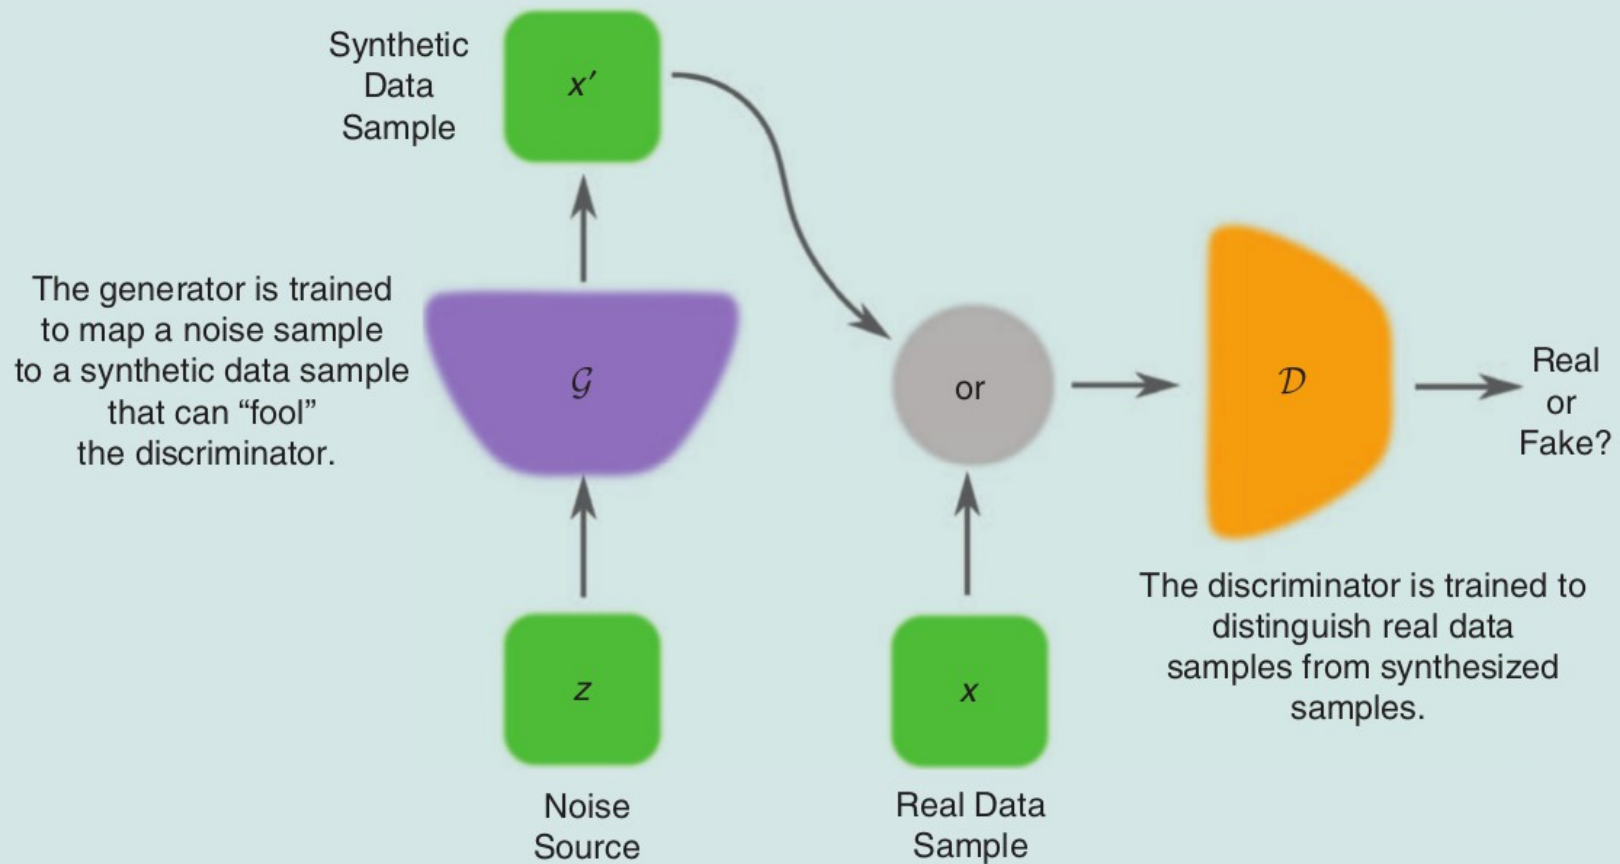 Synthetic
Data
Sample
x′
The generator is trained
to map a noise sample
to a synthetic data sample
that can “fool”
the discriminator.
𝒢
z
Noise
Source
or
x
Real Data
Sample
𝒟
Real
or
Fake?
The discriminator is trained to
distinguish real data
samples from synthesized
samples.